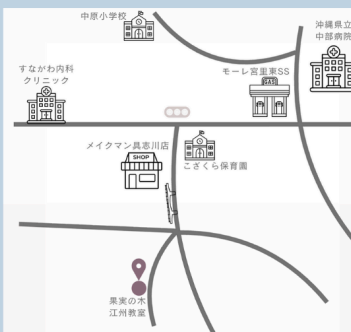 中原小学校
沖縄県立
中部病院
すながわ内科
クリニック
モーレ宮里東SS
GAS
メイクマン具志川店
SHOP
こざくら保育園
果実の木
江州教室